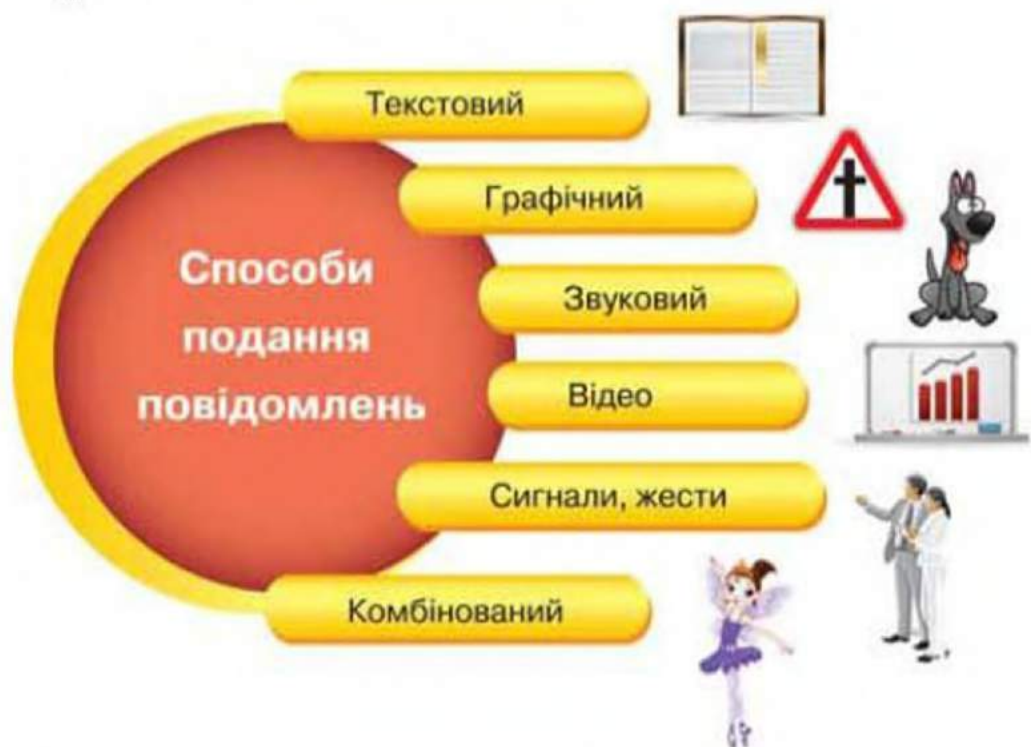 Способи
подання
повідомлень
Текстовий
Графічний
Звуковий
Відео
Сигнали, жести
Комбінований